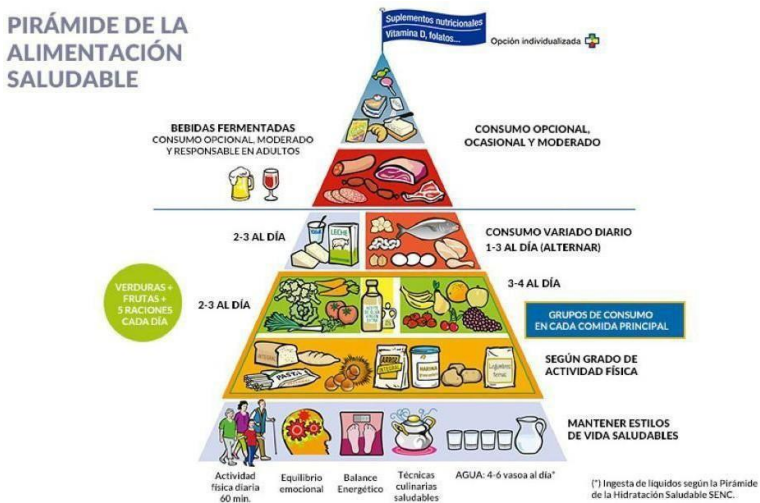 PIRÁMIDE DE LA
ALIMENTACIÓN
SALUDABLE
Suplementos nutricionales
Vitamina D, folatos...
Opción individualizada
BEBIDAS FERMENTADAS
CONSUMO OPCIONAL, MODERADO
Y RESPONSABLE EN ADULTOS
CONSUMO OPCIONAL,
OCASIONAL Y MODERADO
2-3 AL DÍA
LECHE
CONSUMO VARIADO DIARIO
1-3 AL DÍA (ALTERNAR)
VERDURAS +
FRUTAS +
5 RACIONES
CADA DÍA
2-3 AL DÍA
3-4 AL DÍA
GRUPOS DE CONSUMO
EN CADA COMIDA PRINCIPAL
INTEGRAL
PASTA
ARROZ
INTEGRAL
HARINA
Legumbres
SEGÚN GRADO DE
ACTIVIDAD FÍSICA
MANTENER ESTILOS
DE VIDA SALUDABLES
Actividad
física diaria
60 min.
Equilibrio
emocional
Balance
Energético
Técnicas
culinarias
saludables
AGUA: 4-6 vasoa al día*
(*) Ingesta de líquidos según la Pirámide
de la Hidratación Saludable SENC.